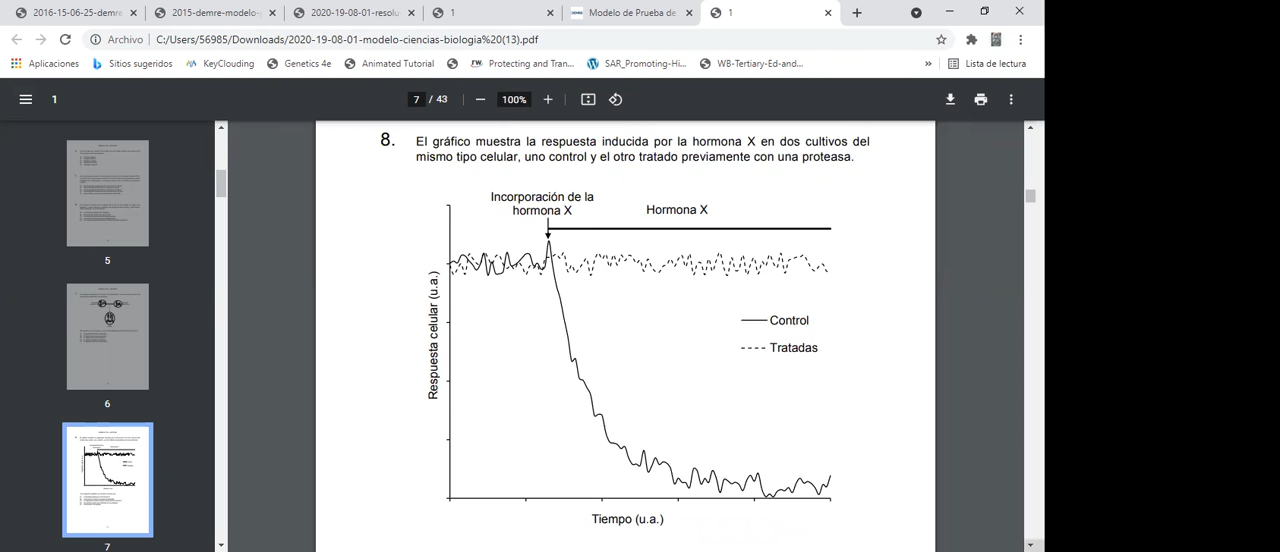 2016-15-06-25-demre
2015-demre-modelo-
2020-19-08-01-resolu
1
Modelo de Prueba de
1
Archivo
C:/Users/56985/Downloads/2020-19-08-01-modelo-ciencias-biologia%20(13).pdf
Aplicaciones
Sitios sugeridos
KeyClouding
Genetics 4e
Animated Tutorial
Protecting and Tran...
SAR_Promoting-Hi...
WB-Tertiary-Ed-and...
»
Lista de lectura
1
7 / 43
100%
5
6
7
8. El gráfico muestra la respuesta inducida por la hormona X en dos cultivos del
mismo tipo celular, uno control y el otro tratado previamente con una proteasa.
Incorporación de la
hormona X
Hormona X
Respuesta celular (u.a.)
Control
Tratadas
Tiempo (u.a.)